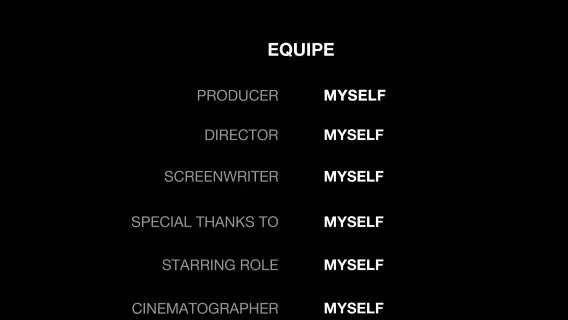 EQUIPE
PRODUCER MYSELF
DIRECTOR MYSELF
SCREENWRITER MYSELF
SPECIAL THANKS TO MYSELF
STARRING ROLE MYSELF
CINEMATOGRAPHER MYSELF